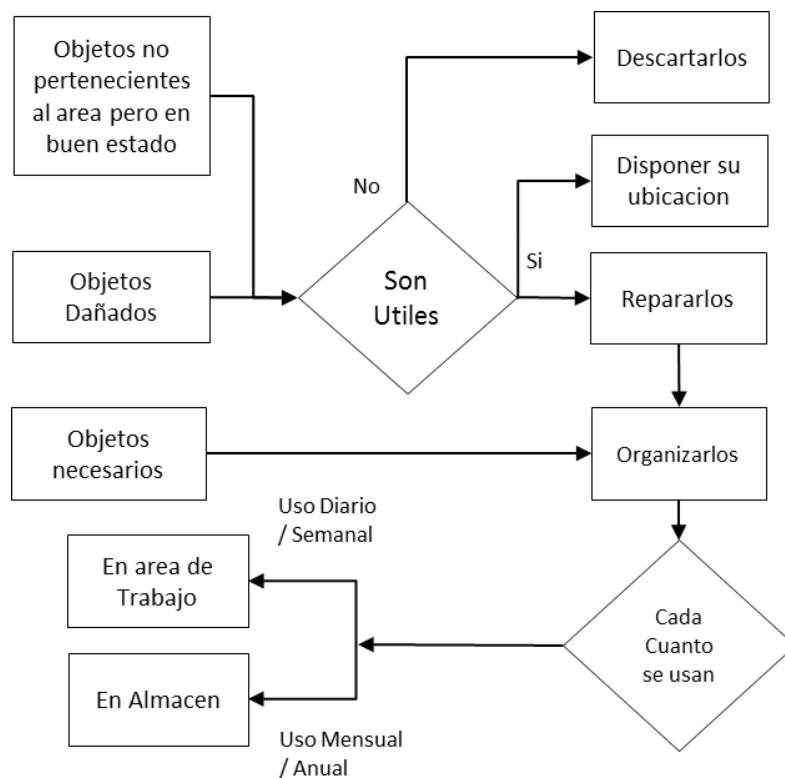 Objetos no
pertenecientes
al area pero en
buen estado
Descartarlos
Disponer su
ubicacion
No
Si
Objetos
Dañados
Son
Utiles
Repararlos
Objetos
necesarios
Organizarlos
Uso Diario
/ Semanal
En area de
Trabajo
Cada
Cuanto
se usan
En Almacen
Uso Mensual
/ Anual